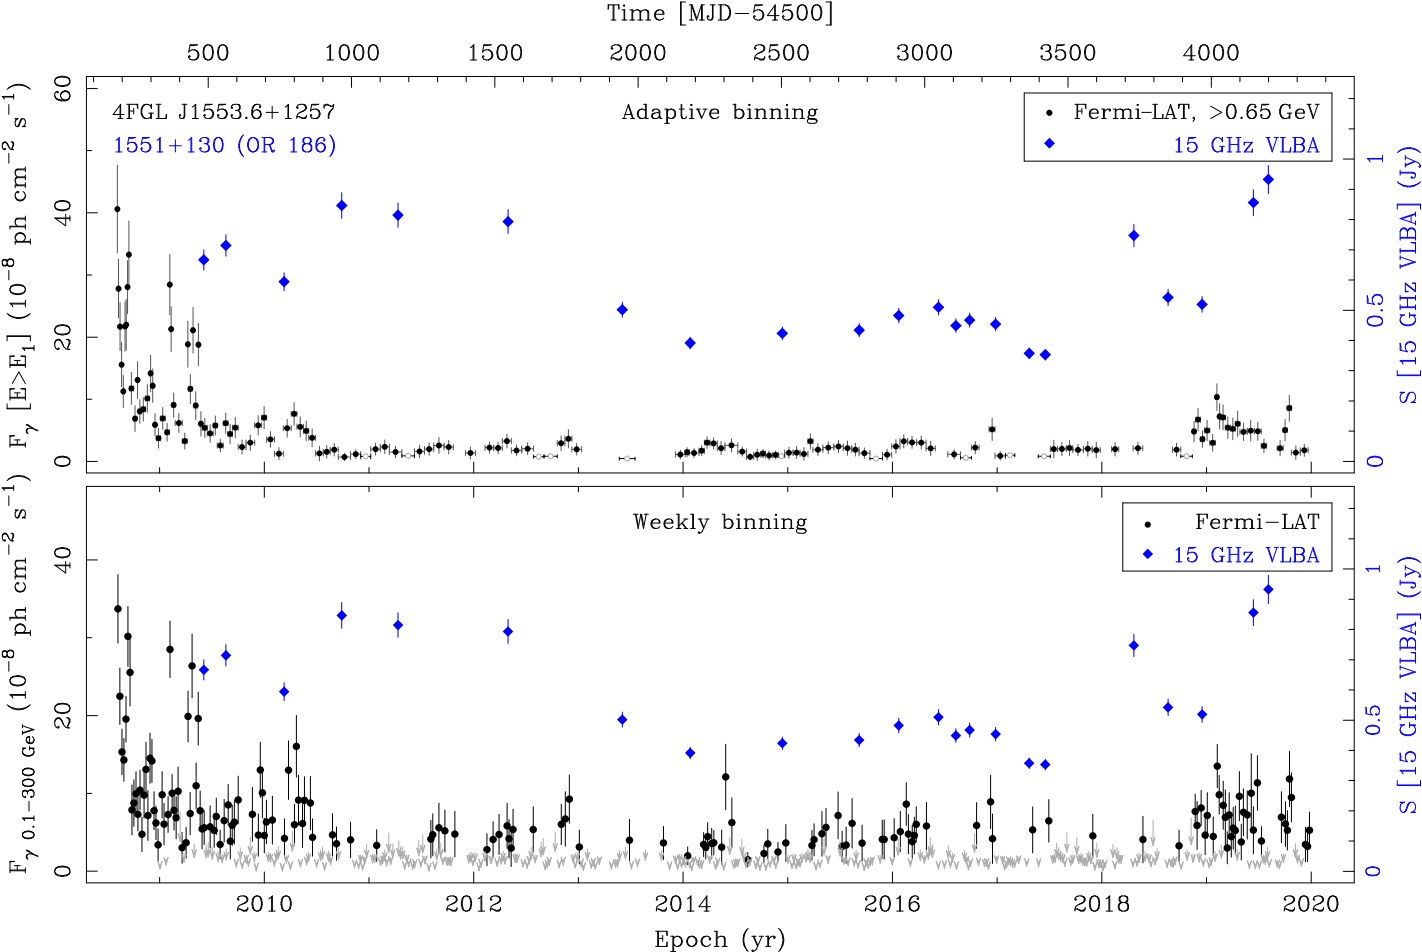 Time [MJD−54500]
500 1000 1500 2000 2500 3000 3500 4000
4FGL J1553.6+1257
1551+130 (OR 186)
Adaptive binning
Fermi−LAT, >0.65 GeV
15 GHz VLBA
F_γ [E>E_1] (10^−8 ph cm^−2 s^−1)
0 20 40 60
S [15 GHz VLBA] (Jy)
0 0.5 1
Weekly binning
Fermi−LAT
15 GHz VLBA
F_γ 0.1−300 GeV (10^−8 ph cm^−2 s^−1)
0 20 40
S [15 GHz VLBA] (Jy)
0 0.5 1
2010 2012 2014 2016 2018 2020
Epoch (yr)